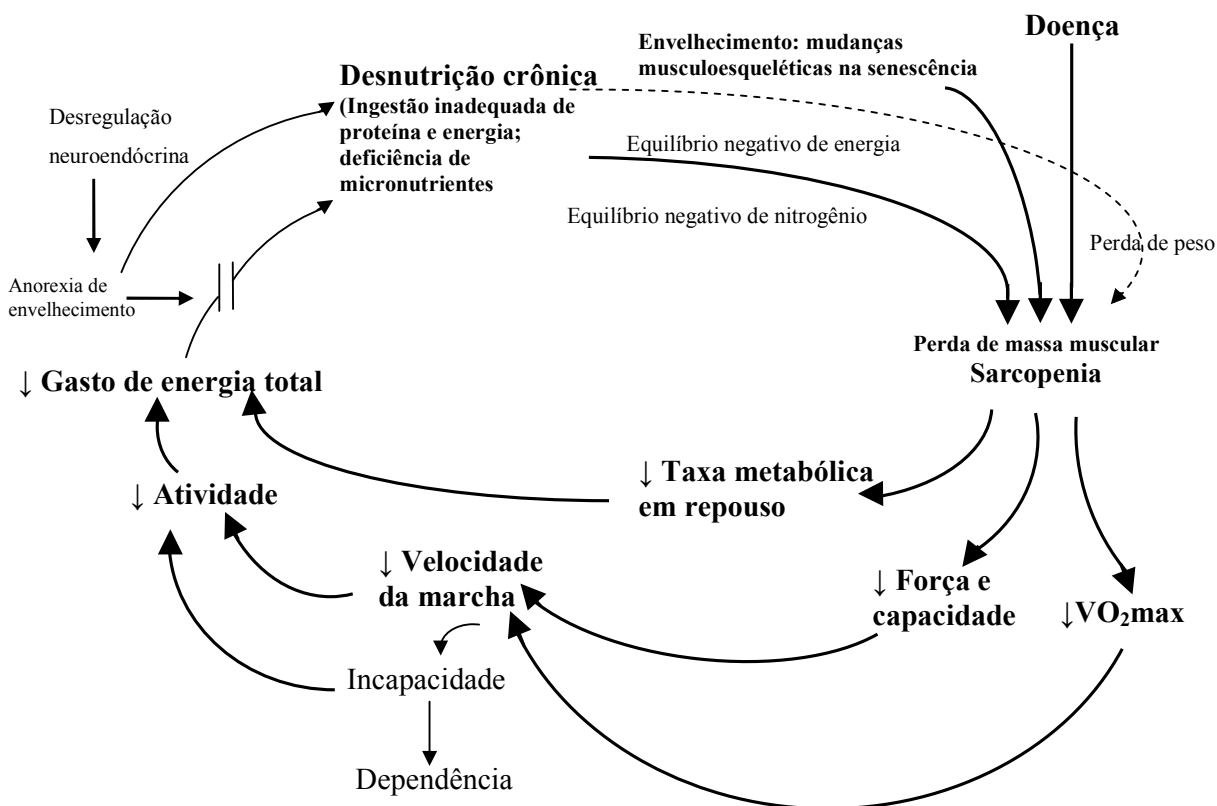 Doença
Envelhecimento: mudanças
musculoesqueléticas na senescência
Desnutrição crônica
(Ingestão inadequada de
proteína e energia;
deficiência de
micronutrientes
Desregulação
neuroendócrina
Equilíbrio negativo de energia
Equilíbrio negativo de nitrogênio
Perda de peso
Anorexia de
envelhecimento
Perda de massa muscular
Sarcopenia
↓ Gasto de energia total
↓ Taxa metabólica
em repouso
↓ Atividade
↓ Velocidade
da marcha
↓ Força e
capacidade
↓VO₂max
Incapacidade
Dependência